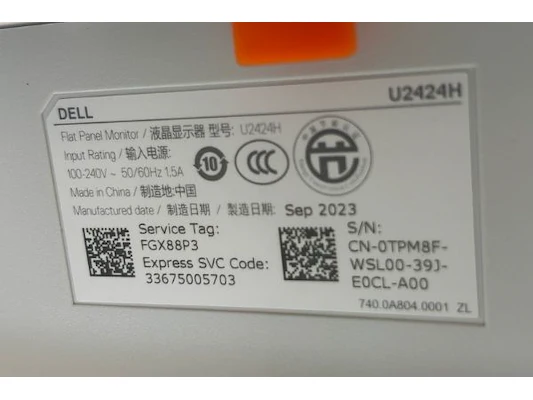 DELL
U2424H
Flat Panel Monitor / 液晶显示器 型号: U2424H
Input Rating / 输入电源:
100-240V ~ 50/60Hz 1.5A
Made in China / 制造地:中国
Manufactured date / 制造日期 / 製造日期: Sep 2023
10
CCC
Service Tag:
FGX88P3
Express SVC Code:
33675005703
S/N:
CN-0TPM8F-
WSL00-39J-
E0CL-A00
740.0A804.0001 ZL